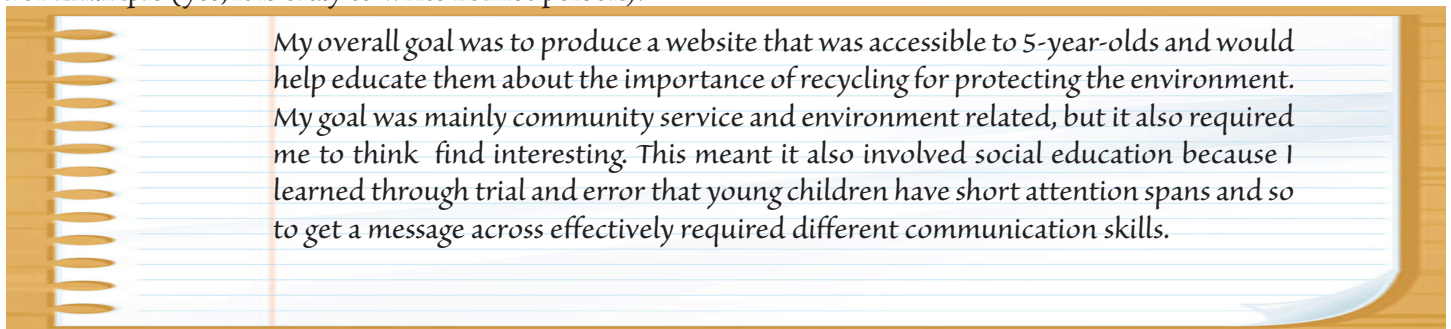 My overall goal was to produce a website that was accessible to 5-year-olds and would
help educate them about the importance of recycling for protecting the environment.
My goal was mainly community service and environment related, but it also required
me to think  find interesting. This meant it also involved social education because I
learned through trial and error that young children have short attention spans and so
to get a message across effectively required different communication skills.